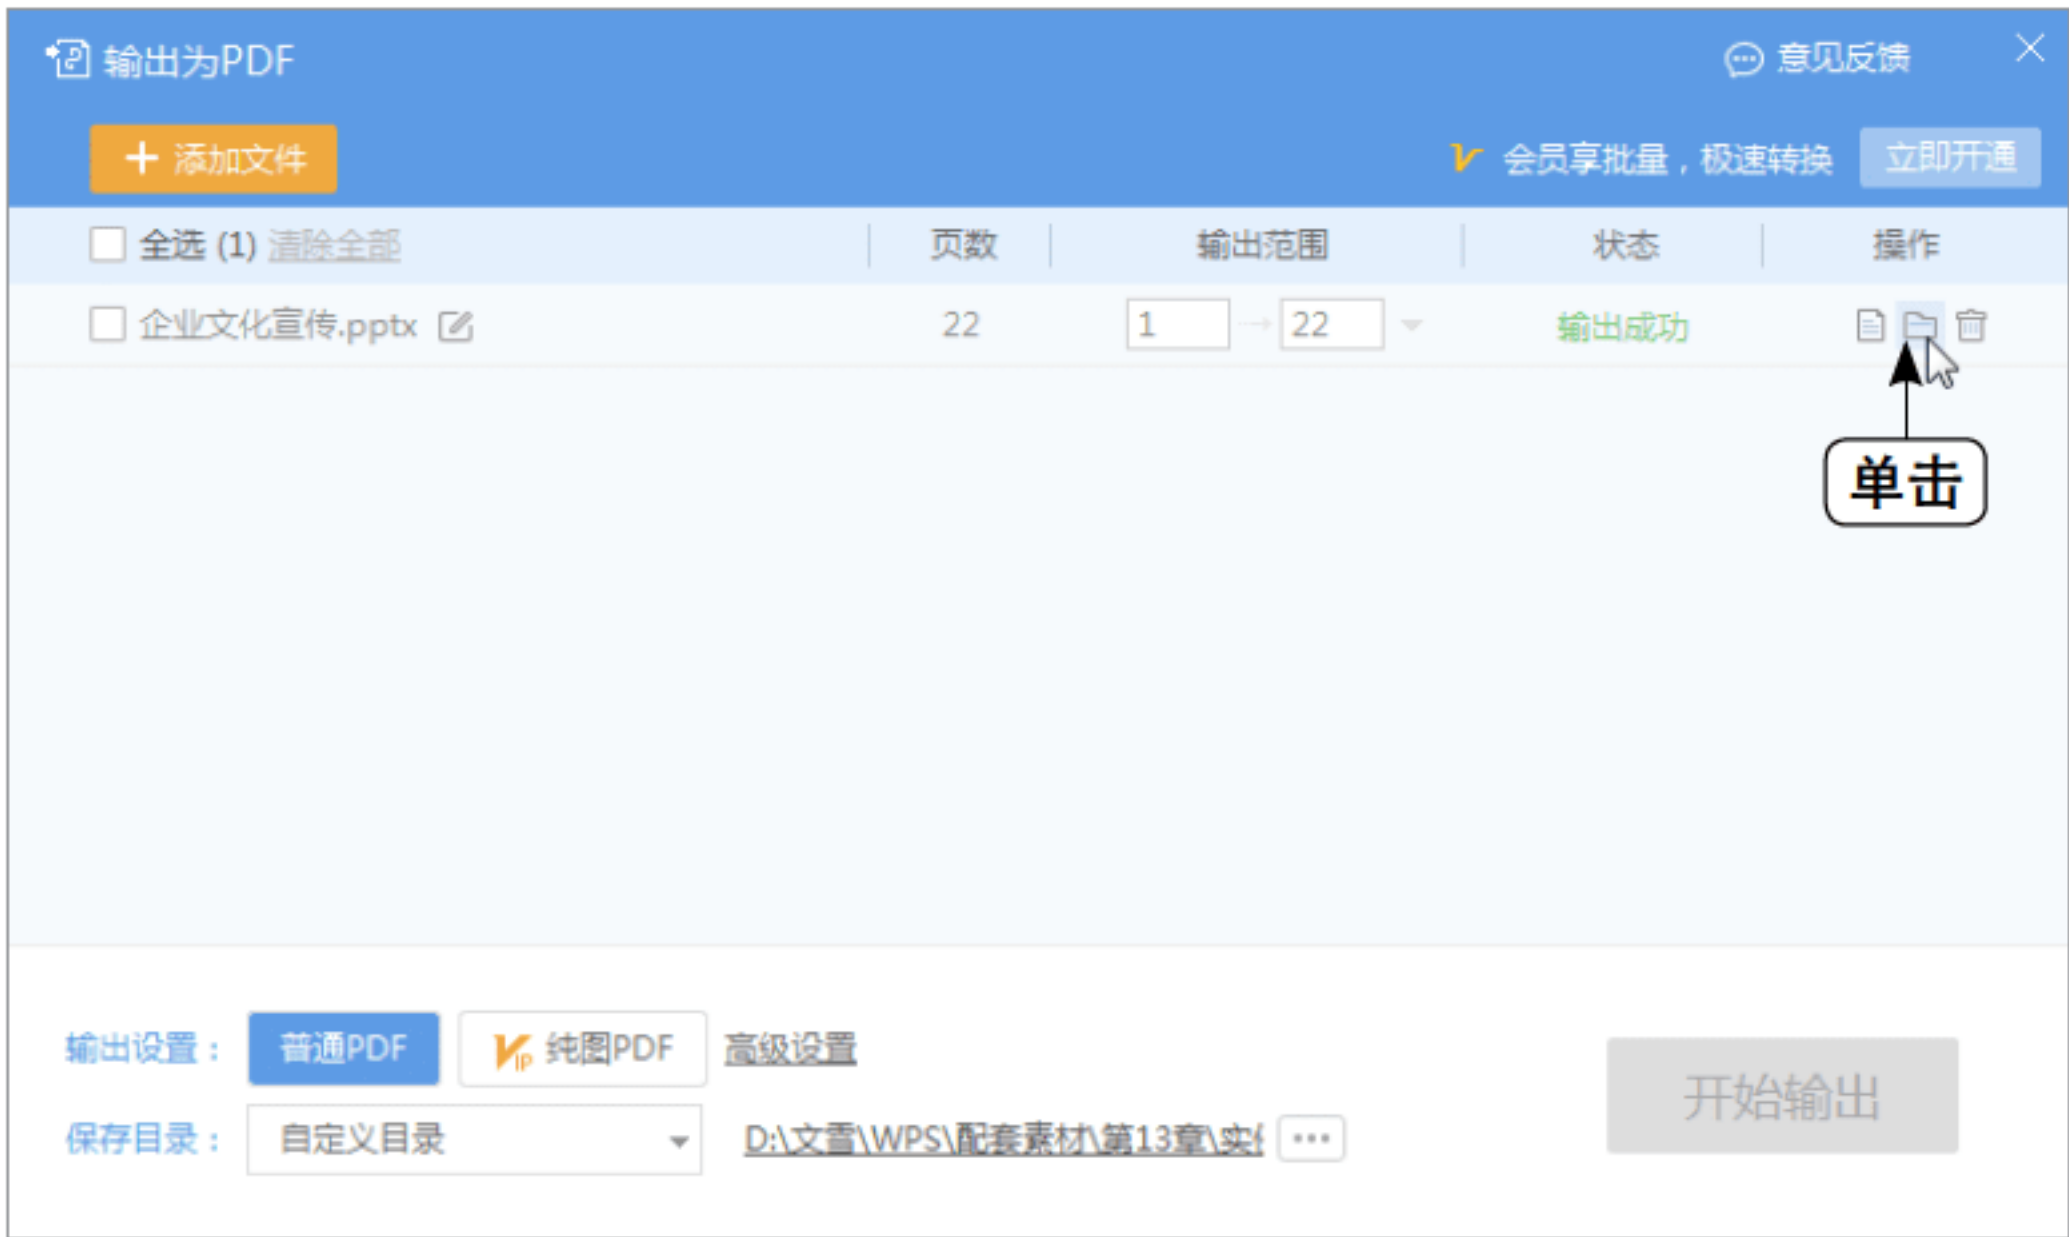 输出为PDF
意见反馈
添加文件
会员享批量，极速转换
立即开通
全选 (1) 清除全部
页数
输出范围
状态
操作
企业文化宣传.pptx
22
1
22
输出成功
单击
输出设置：
普通PDF
VIP 纯图PDF
高级设置
开始输出
保存目录：
自定义目录
D:\文雪\WPS\配套素材\第13章\实
...